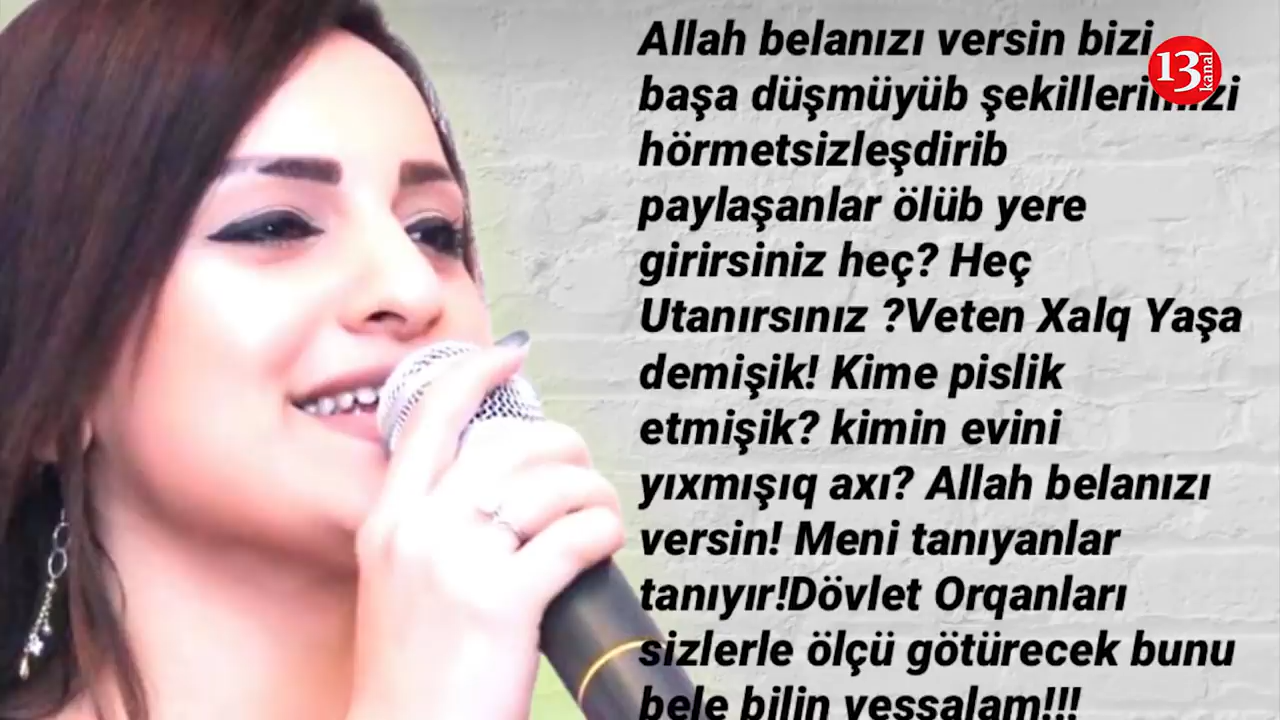 Allah belanızı versin bizi
başa düşmüyüb şekillerimizi
hörmetsizleşdirib
paylaşanlar ölüb yere
girirsiniz heç? Heç
Utanırsınız ?Veten Xalq Yaşa
demişik! Kime pislik
etmişik? kimin evini
yıxmışıq axı? Allah belanızı
versin! Meni tanıyanlar
tanıyır!Dövlet Orqanları
sizlerle ölçü götürecek bunu
bele bilin vessalam!!!
13 kanal